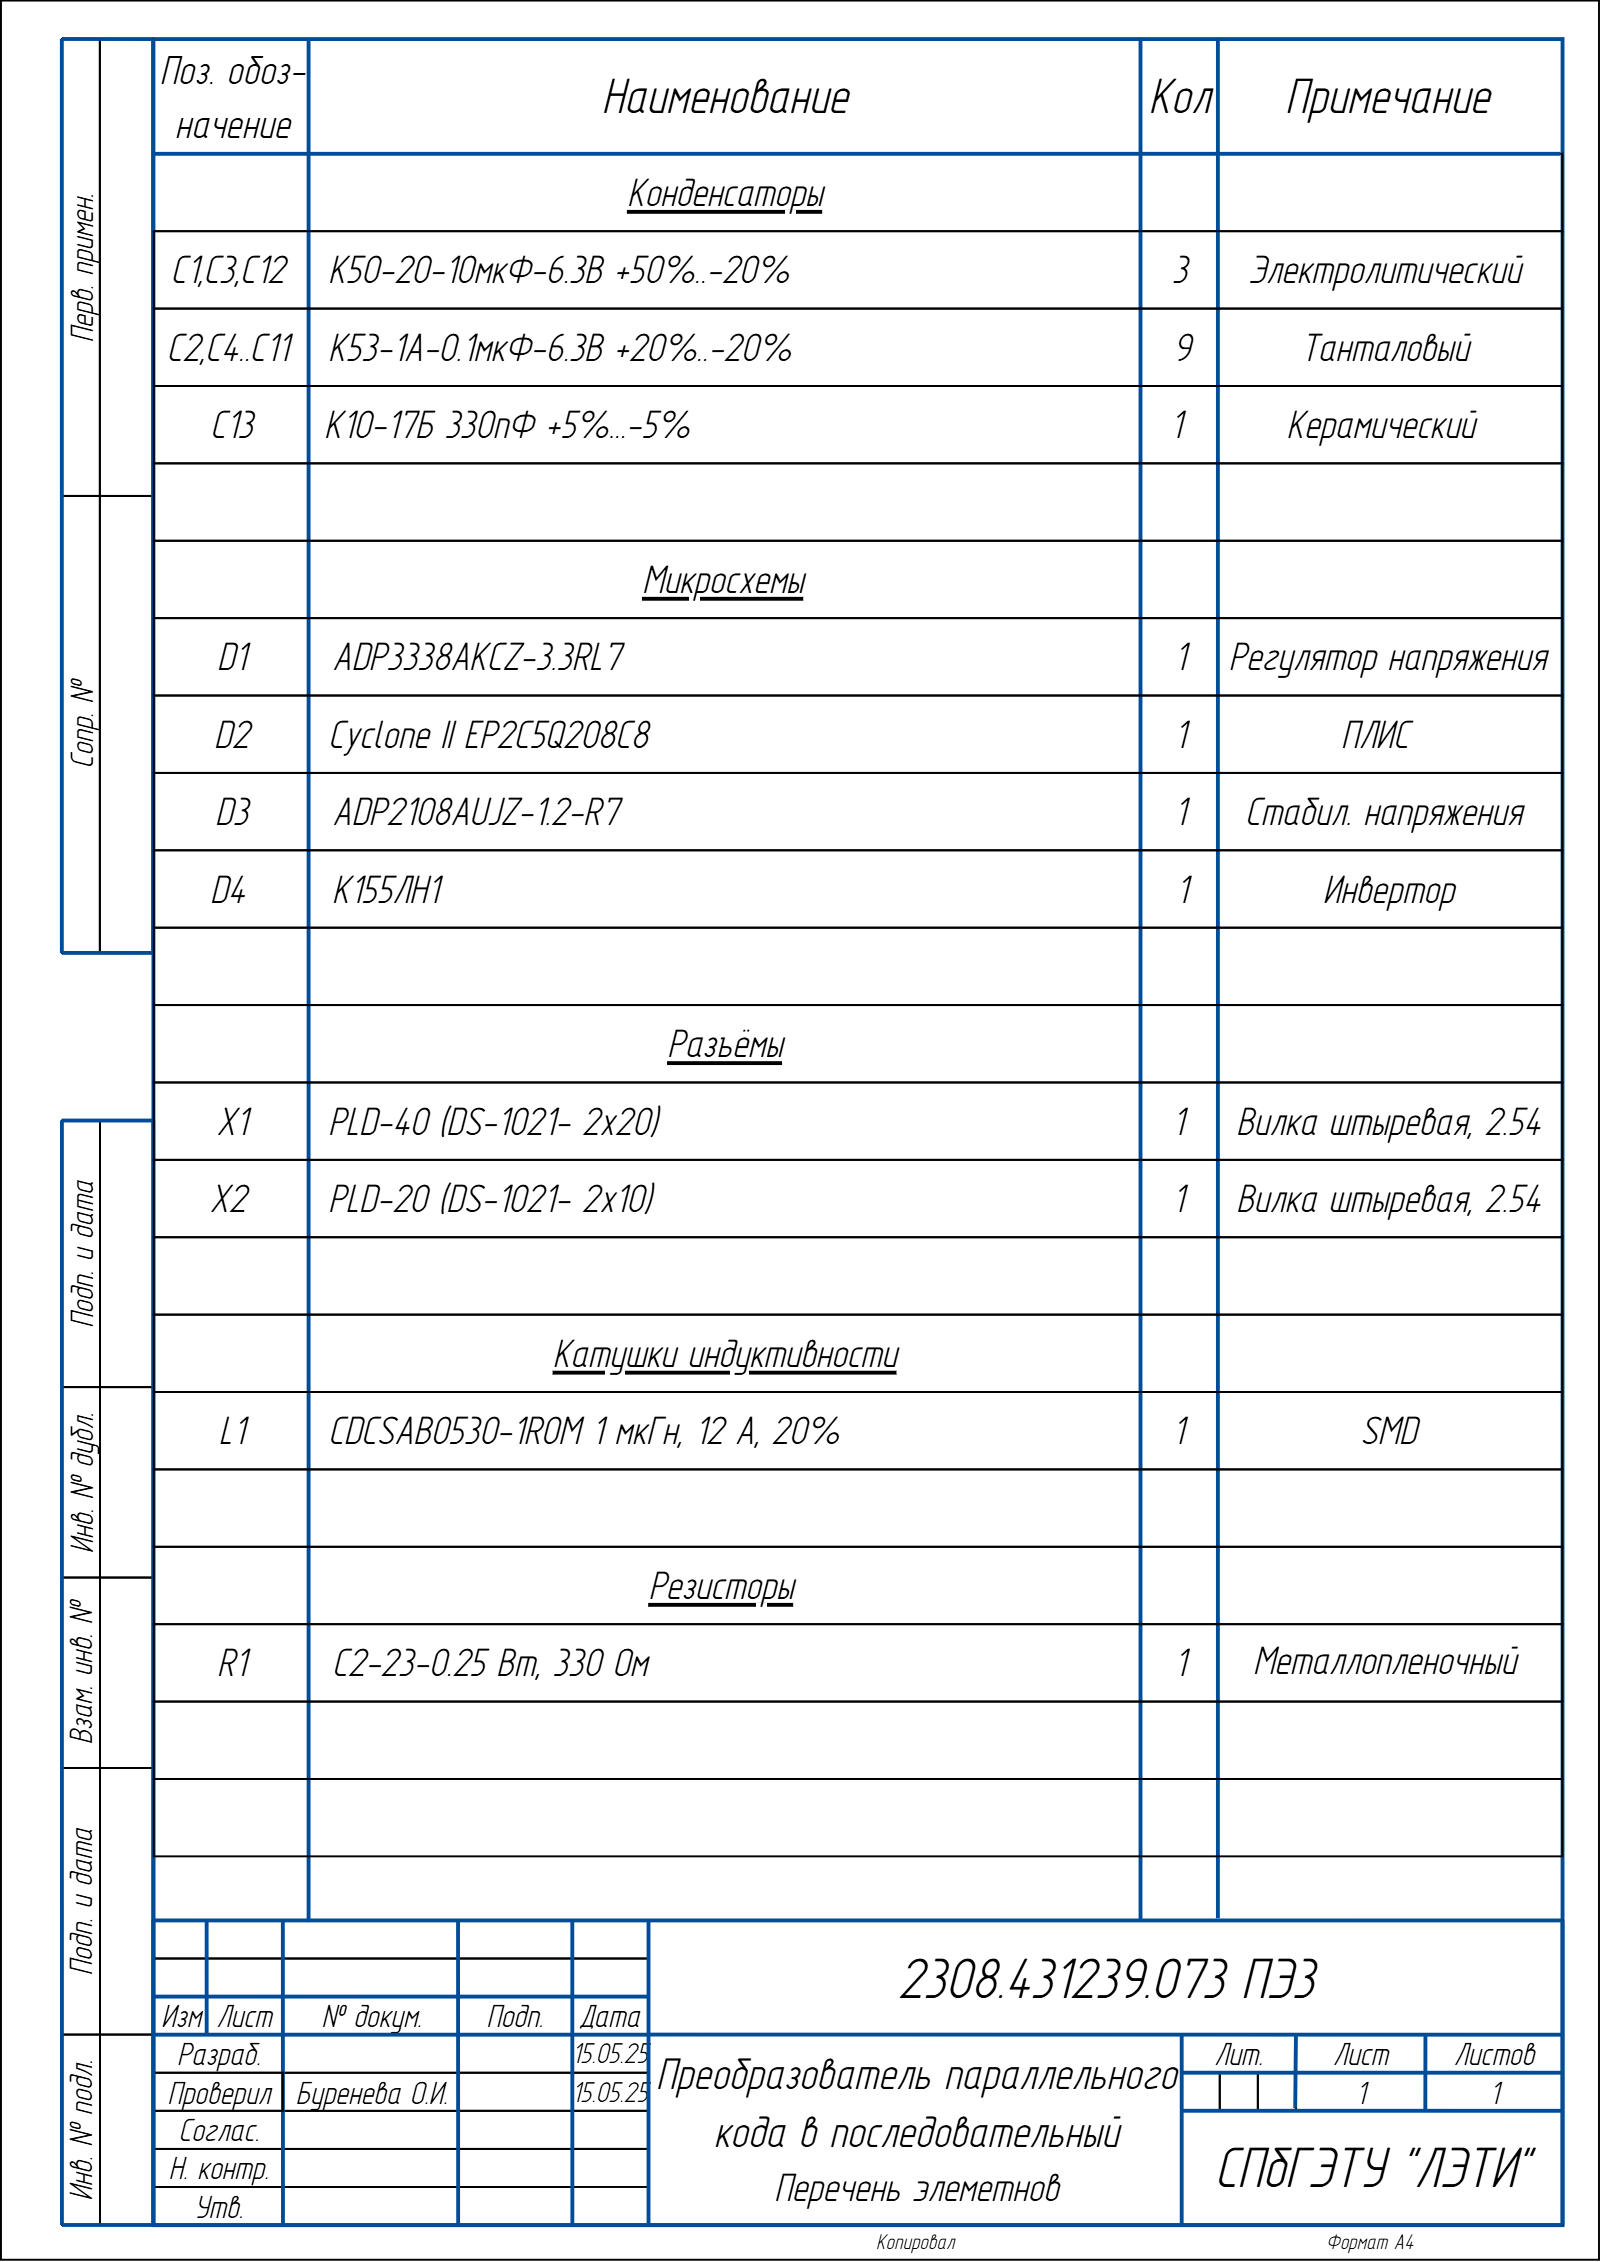 Поз. обоз-
начение
Наименование
Кол
Примечание
Конденсаторы
C1,C3,C12 К50-20-10мкФ-6.3В +50%..-20% 3 Электролитический
C2,C4..C11 К53-1А-0.1мкФ-6.3В +20%..-20% 9 Танталовый
C13 К10-17Б 330пФ +5%...-5% 1 Керамический
Микросхемы
D1 ADP3338AKCZ-3.3RL7 1 Регулятор напряжения
D2 Cyclone II EP2C5Q208C8 1 ПЛИС
D3 ADP2108AUJZ-1.2-R7 1 Стабил. напряжения
D4 К155ЛН1 1 Инвертор
Разъёмы
X1 PLD-40 (DS-1021- 2x20) 1 Вилка штыревая, 2.54
X2 PLD-20 (DS-1021- 2x10) 1 Вилка штыревая, 2.54
Катушки индуктивности
L1 CDCSAB0530-1R0M 1 мкГн, 12 А, 20% 1 SMD
Резисторы
R1 С2-23-0.25 Вт, 330 Ом 1 Металлопленочный
Перв. примен.
Сопр. №
Подп. и дата
Инв. № дубл.
Взам. инв. №
Подп. и дата
Инв. № подл.
2308.431239.073 ПЭ3
Изм Лист № докум. Подп. Дата
Разраб. 15.05.25
Проверил Буренева О.И. 15.05.25
Соглас.
Н. контр.
Утв.
Преобразователь параллельного
кода в последовательный
Перечень элеметнов
Лит. Лист Листов
1 1
СПбГЭТУ "ЛЭТИ"
Копировал Формат А4